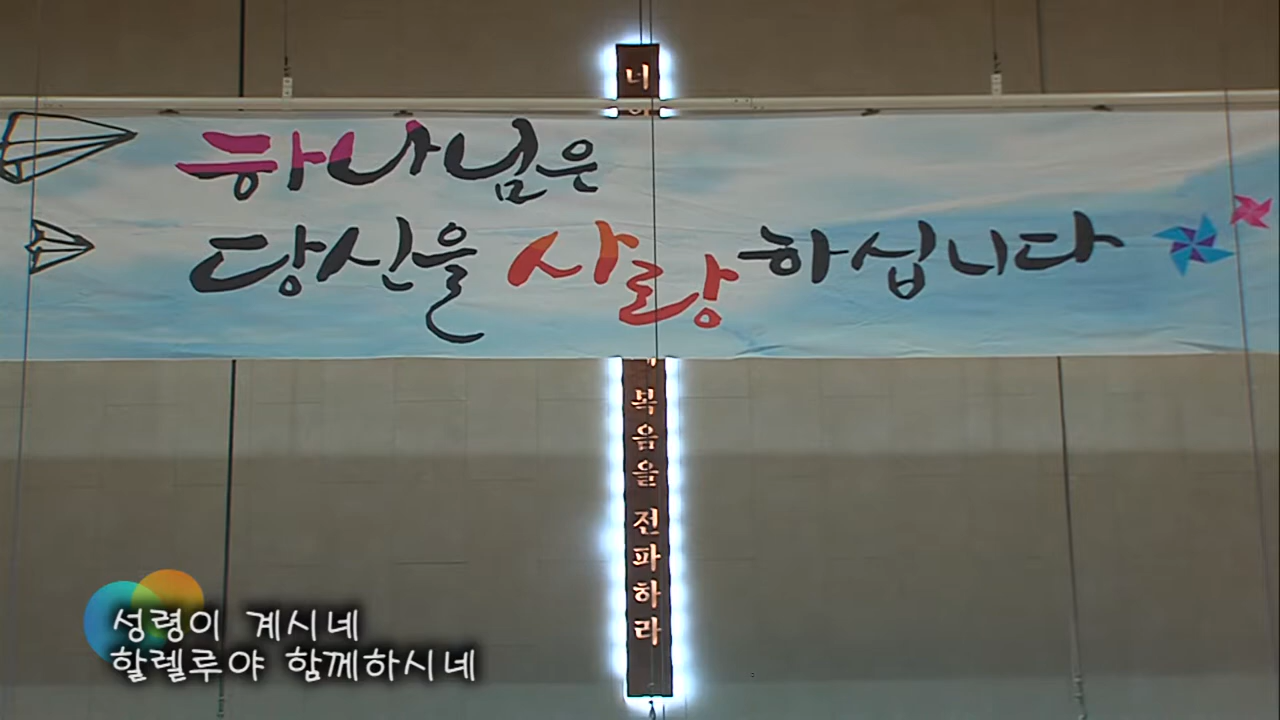 너
하나님은
당신을 사랑하십니다
복음을 전파하라
성령이 계시네
할렐루야 함께하시네